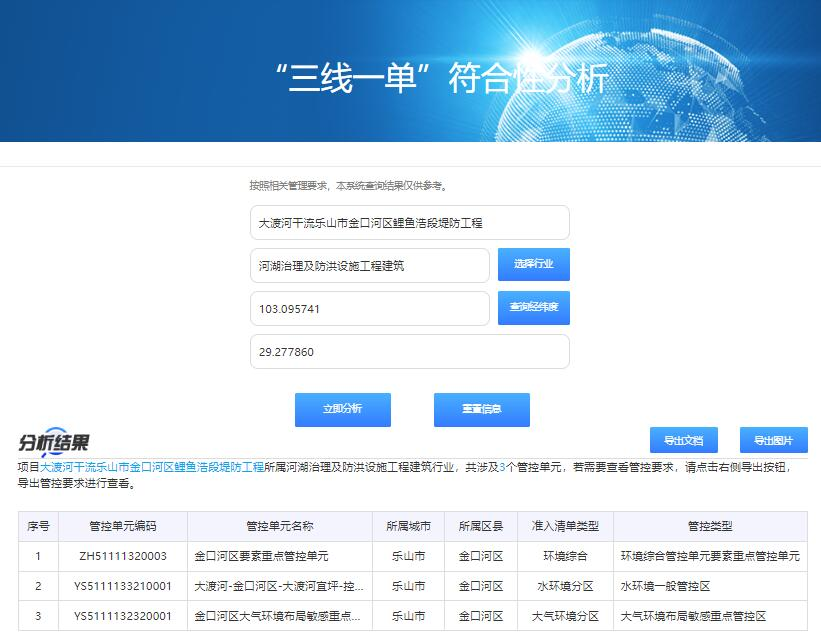 “三线一单”符合性分析
按照相关管理要求，本系统查询结果仅供参考。
大渡河干流乐山市金口河区鲤鱼浩段堤防工程
河湖治理及防洪设施工程建筑
选择行业
103.095741
查询经纬度
29.277860
立即分析
重置信息
分析结果
导出文档
导出图片
项目大渡河干流乐山市金口河区鲤鱼浩段堤防工程所属河湖治理及防洪设施工程建筑行业，共涉及3个管控单元，若需要查看管控要求，请点击右侧导出按钮，
导出管控要求进行查看。
序号 管控单元编码 管控单元名称 所属城市 所属区县 准入清单类型 管控类型
1 ZH51111320003 金口河区要素重点管控单元 乐山市 金口河区 环境综合 环境综合管控单元要素重点管控单元
2 YS5111133210001 大渡河-金口河区-大渡河宜坪-控... 乐山市 金口河区 水环境分区 水环境一般管控区
3 YS5111132320001 金口河区大气环境布局敏感重点... 乐山市 金口河区 大气环境分区 大气环境布局敏感重点管控区